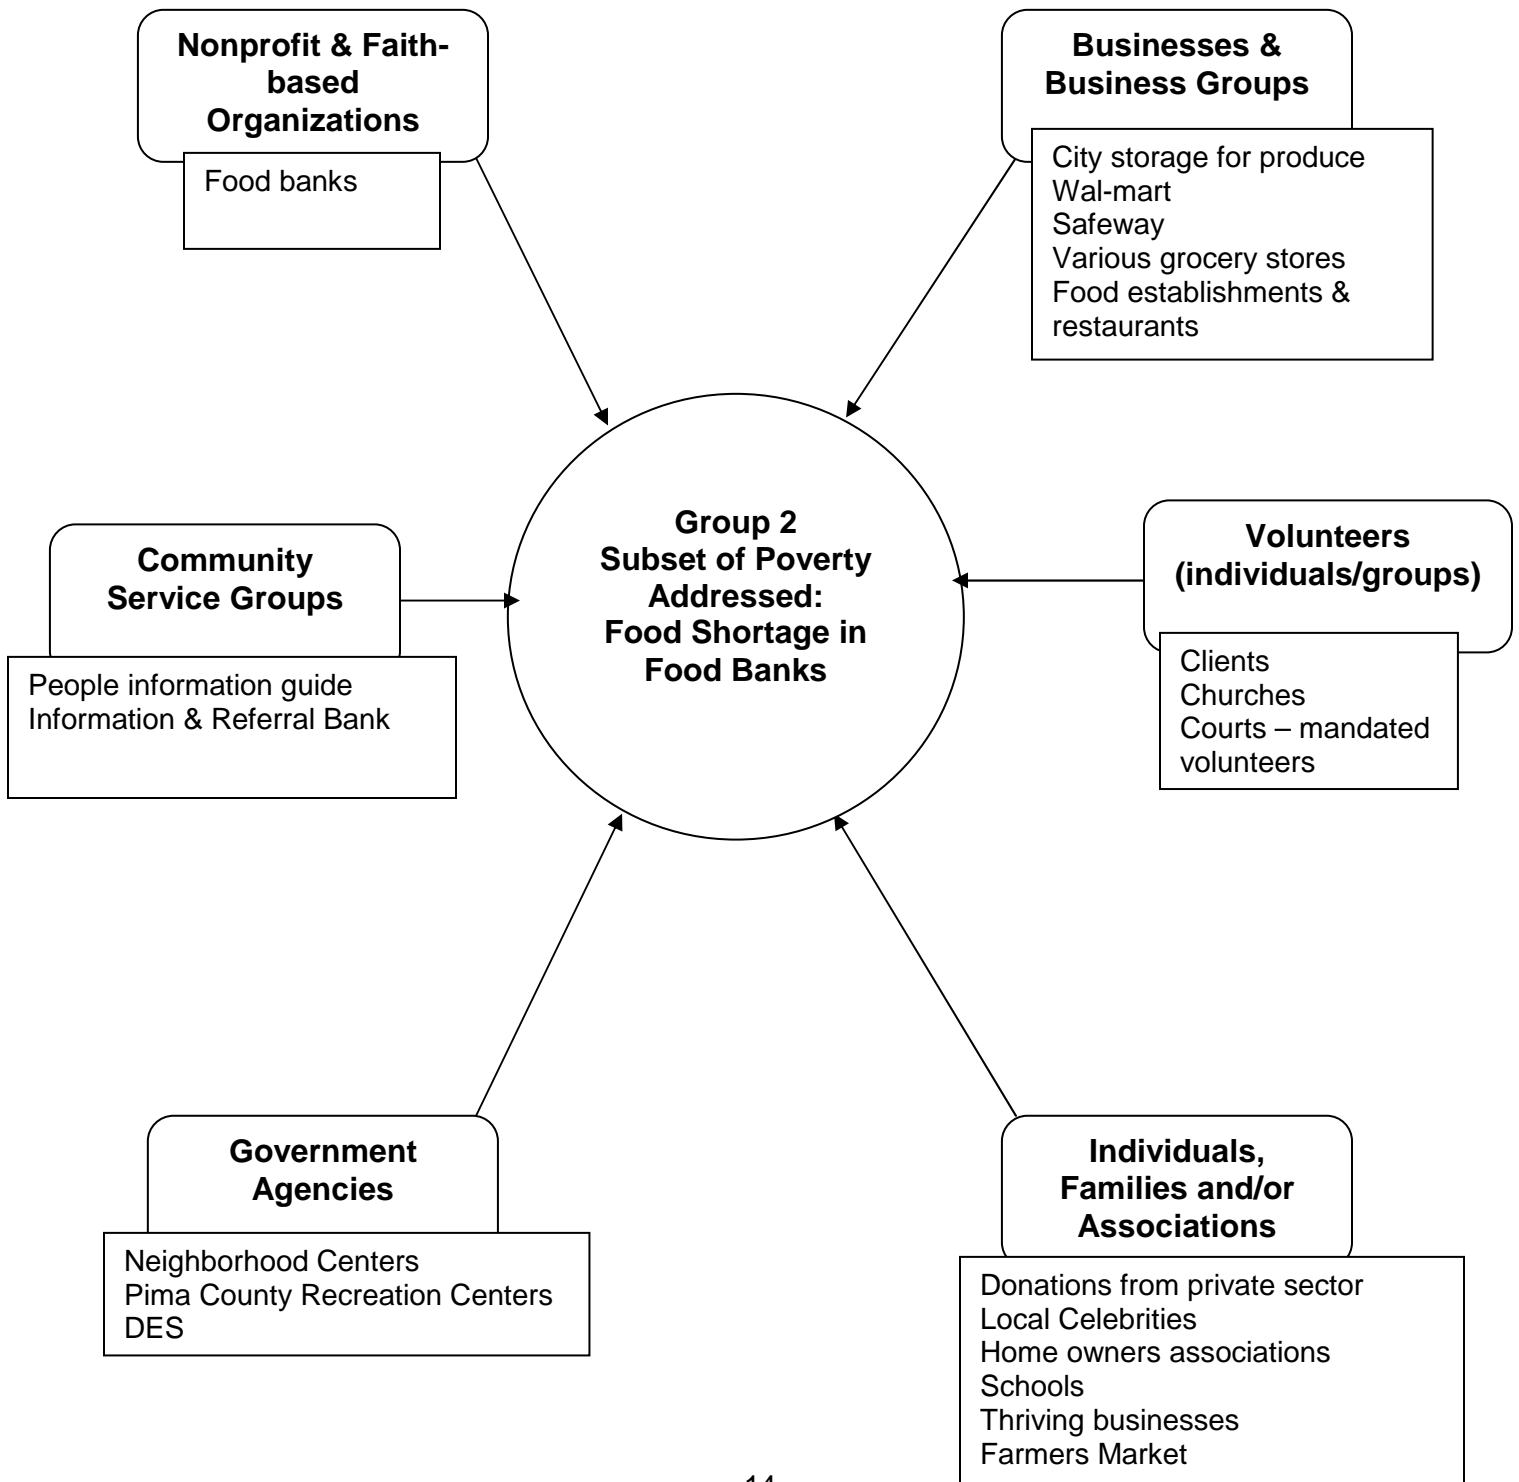 Nonprofit & Faith-
based
Organizations
Food banks
Businesses &
Business Groups
City storage for produce
Wal-mart
Safeway
Various grocery stores
Food establishments &
restaurants
Group 2
Subset of Poverty
Addressed:
Food Shortage in
Food Banks
Community
Service Groups
People information guide
Information & Referral Bank
Volunteers
(individuals/groups)
Clients
Churches
Courts – mandated
volunteers
Government
Agencies
Neighborhood Centers
Pima County Recreation Centers
DES
Individuals,
Families and/or
Associations
Donations from private sector
Local Celebrities
Home owners associations
Schools
Thriving businesses
Farmers Market
14